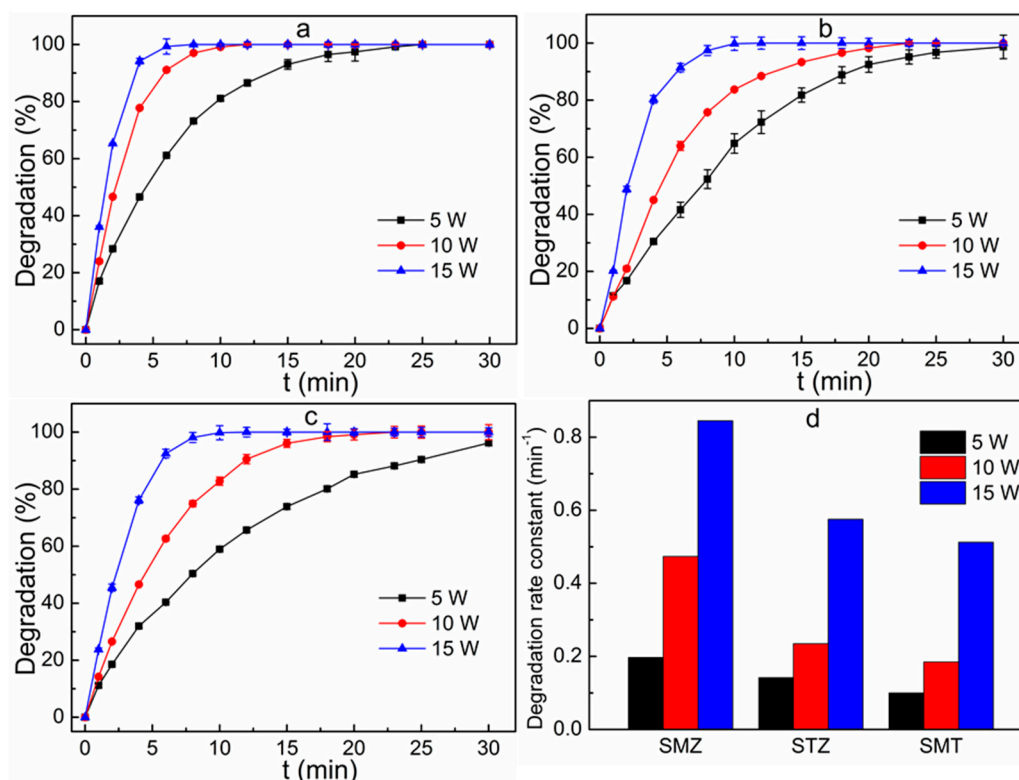 a
Degradation (%)
100
80
60
40
20
0
5 W
10 W
15 W
0 5 10 15 20 25 30
t (min)
b
Degradation (%)
100
80
60
40
20
0
5 W
10 W
15 W
0 5 10 15 20 25 30
t (min)
c
Degradation (%)
100
80
60
40
20
0
5 W
10 W
15 W
0 5 10 15 20 25 30
t (min)
d
Degradation rate constant (min⁻¹)
0.8
0.6
0.4
0.2
0.0
5 W
10 W
15 W
SMZ STZ SMT